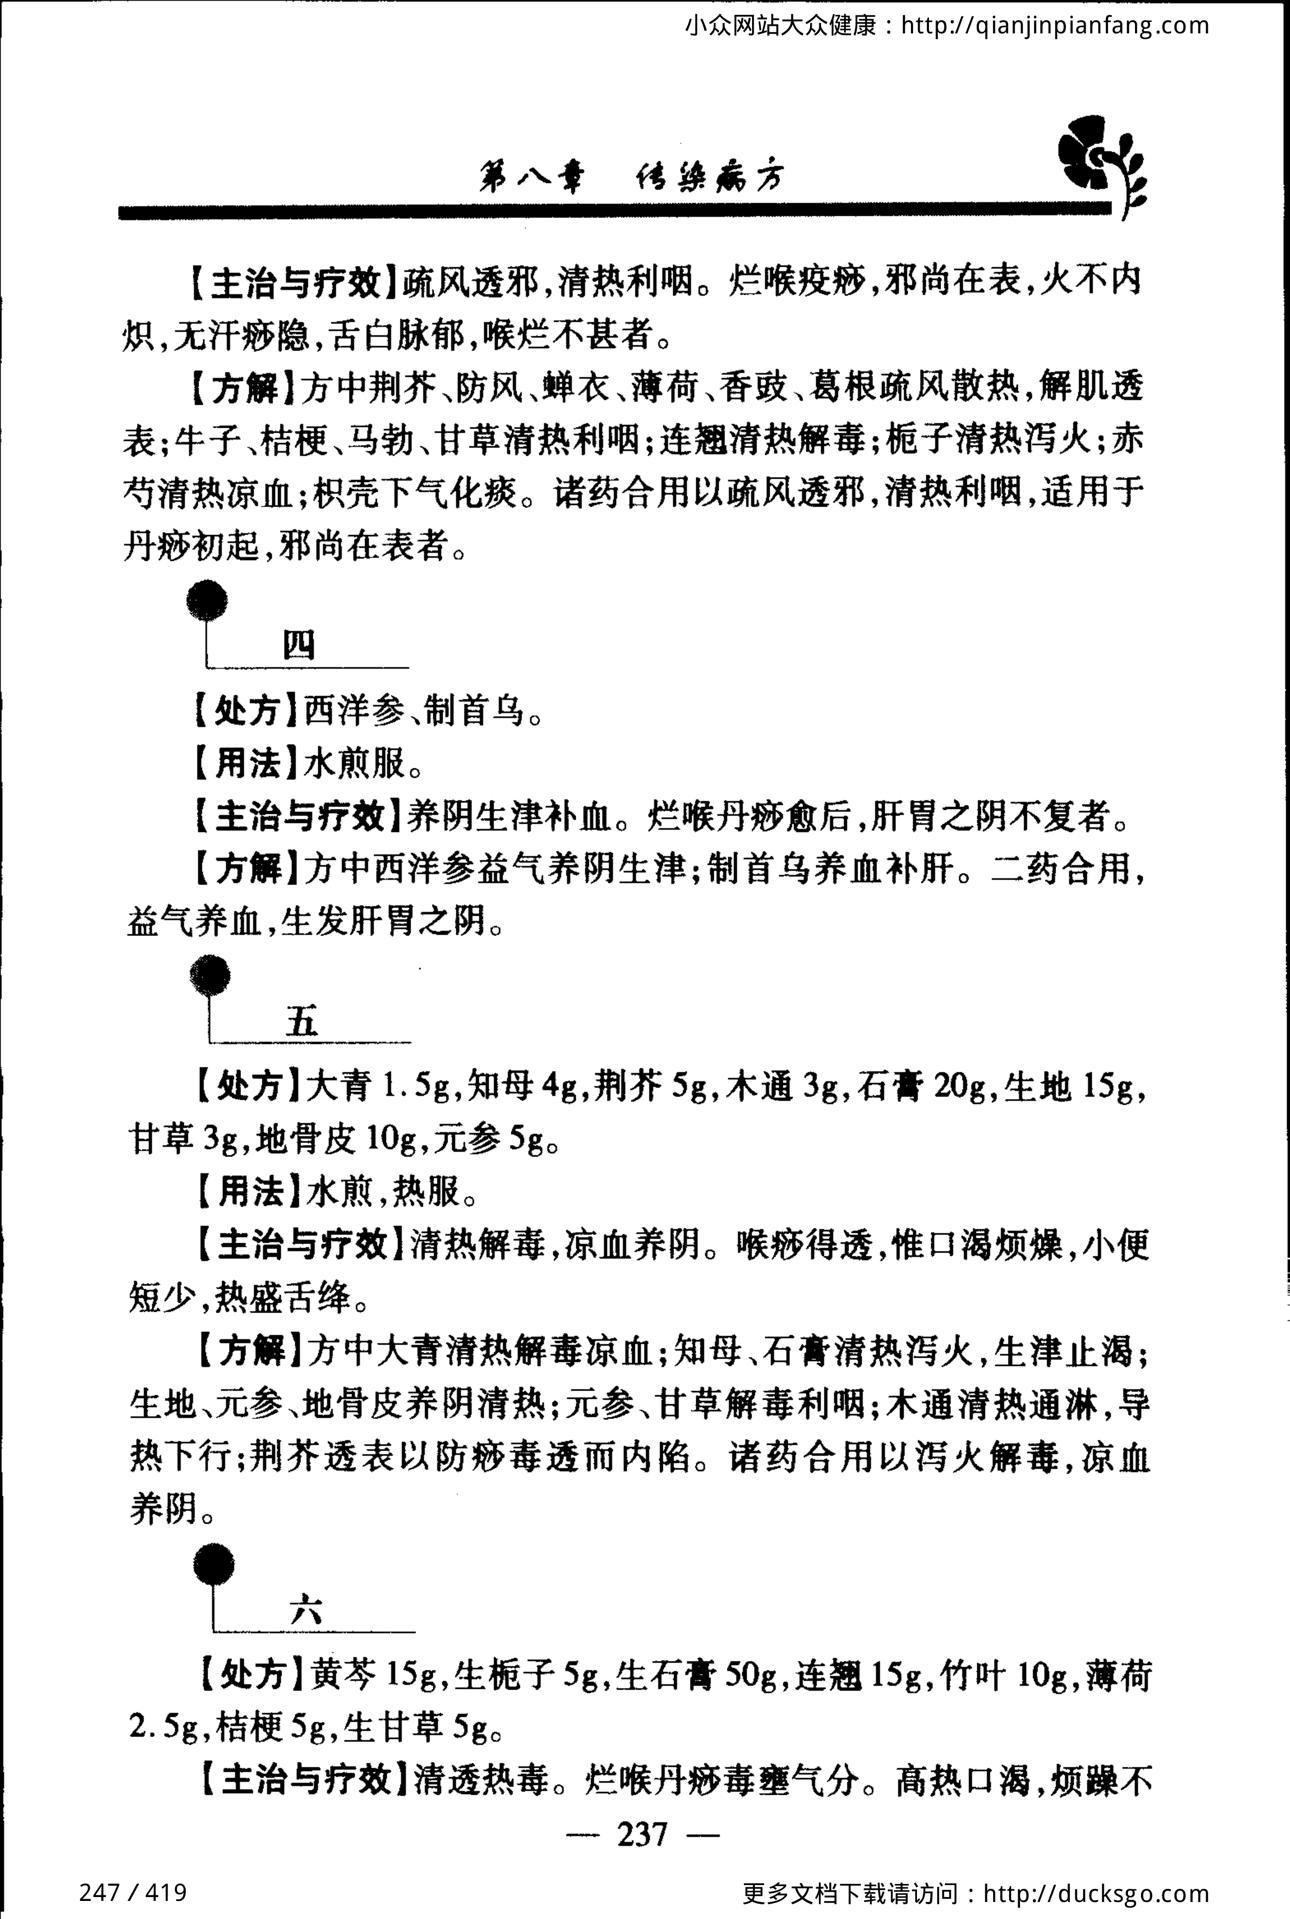 小众网站大众健康：http://qianjinpianfang.com
第八章　传染病方
【主治与疗效】疏风透邪,清热利咽。烂喉疫痧,邪尚在表,火不内
炽,无汗痧隐,舌白脉郁,喉烂不甚者。
【方解】方中荆芥、防风、蝉衣、薄荷、香豉、葛根疏风散热,解肌透
表;牛子、桔梗、马勃、甘草清热利咽;连翘清热解毒;栀子清热泻火;赤
芍清热凉血;枳壳下气化痰。诸药合用以疏风透邪,清热利咽,适用于
丹痧初起,邪尚在表者。
四
【处方】西洋参、制首乌。
【用法】水煎服。
【主治与疗效】养阴生津补血。烂喉丹痧愈后,肝胃之阴不复者。
【方解】方中西洋参益气养阴生津;制首乌养血补肝。二药合用,
益气养血,生发肝胃之阴。
五
【处方】大青 1.5g,知母 4g,荆芥 5g,木通 3g,石膏 20g,生地 15g,
甘草 3g,地骨皮 10g,元参 5g。
【用法】水煎,热服。
【主治与疗效】清热解毒,凉血养阴。喉痧得透,惟口渴烦燥,小便
短少,热盛舌绛。
【方解】方中大青清热解毒凉血;知母、石膏清热泻火,生津止渴;
生地、元参、地骨皮养阴清热;元参、甘草解毒利咽;木通清热通淋,导
热下行;荆芥透表以防痧毒透而内陷。诸药合用以泻火解毒,凉血
养阴。
六
【处方】黄芩 15g,生栀子 5g,生石膏 50g,连翘 15g,竹叶 10g,薄荷
2.5g,桔梗 5g,生甘草 5g。
【主治与疗效】清透热毒。烂喉丹痧毒壅气分。高热口渴,烦躁不
— 237 —
247 / 419
更多文档下载请访问：http://ducksgo.com